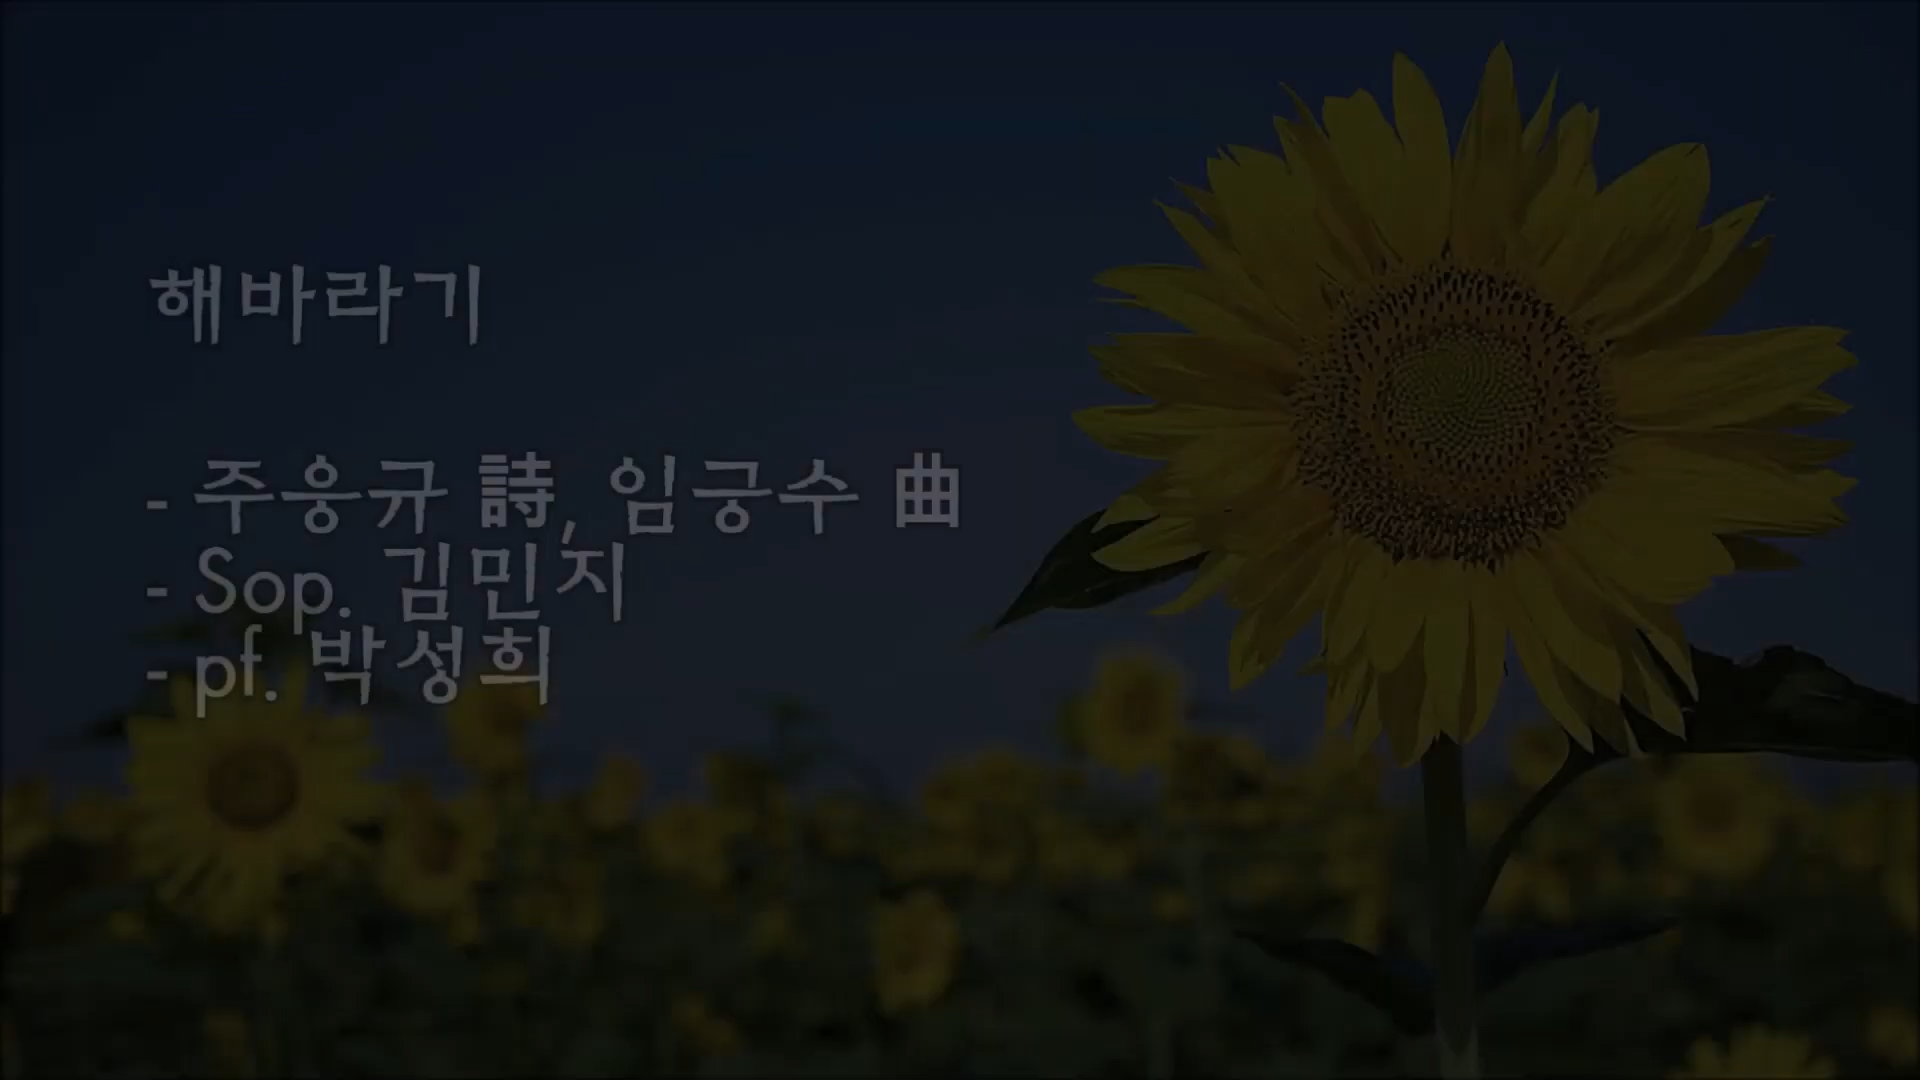 해바라기
- 주웅규 詩, 임긍수 曲
- Sop. 김민지
- pf. 박성희